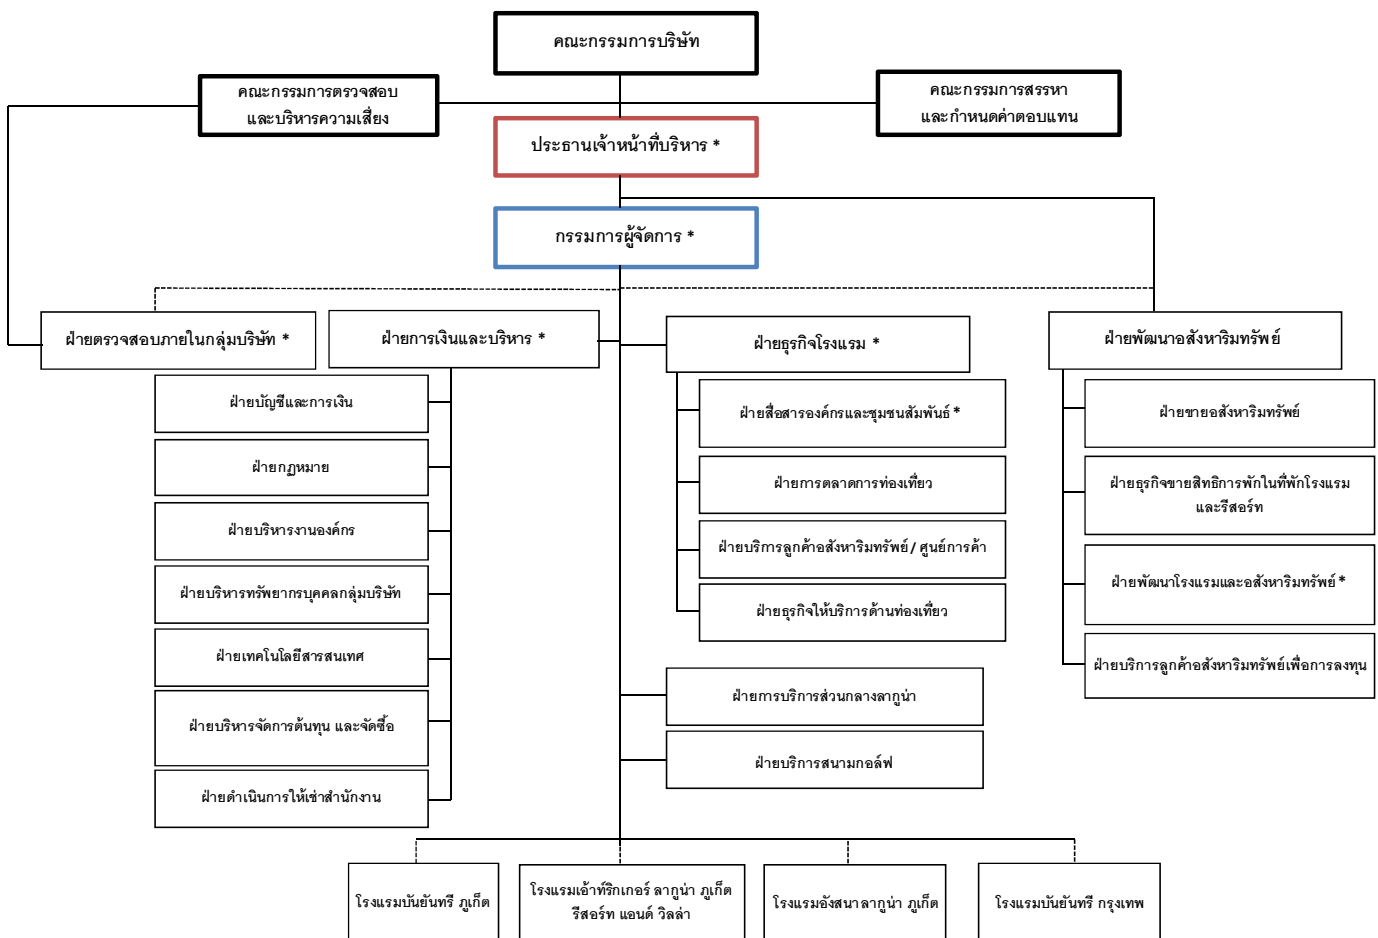 คณะกรรมการบริษัท
คณะกรรมการตรวจสอบ
และบริหารความเสี่ยง
คณะกรรมการสรรหา
และกำหนดค่าตอบแทน
ประธานเจ้าหน้าที่บริหาร *
กรรมการผู้จัดการ *
ฝ่ายตรวจสอบภายในกลุ่มบริษัท *
ฝ่ายการเงินและบริหาร *
ฝ่ายธุรกิจโรงแรม *
ฝ่ายพัฒนาอสังหาริมทรัพย์
ฝ่ายบัญชีและการเงิน
ฝ่ายกฎหมาย
ฝ่ายบริหารงานองค์กร
ฝ่ายบริหารทรัพยากรบุคคลกลุ่มบริษัท
ฝ่ายเทคโนโลยีสารสนเทศ
ฝ่ายบริหารจัดการต้นทุน และจัดซื้อ
ฝ่ายดำเนินการให้เช่าสำนักงาน
ฝ่ายสื่อสารองค์กรและชุมชนสัมพันธ์ *
ฝ่ายการตลาดการท่องเที่ยว
ฝ่ายบริการลูกค้าอสังหาริมทรัพย์ / ศูนย์การค้า
ฝ่ายธุรกิจให้บริการด้านท่องเที่ยว
ฝ่ายการบริการส่วนกลางลากูน่า
ฝ่ายบริการสนามกอล์ฟ
ฝ่ายขายอสังหาริมทรัพย์
ฝ่ายธุรกิจขายสิทธิการพักในที่พักโรงแรม
และรีสอร์ท
ฝ่ายพัฒนาโรงแรมและอสังหาริมทรัพย์ *
ฝ่ายบริการลูกค้าอสังหาริมทรัพย์เพื่อการลงทุน
โรงแรมบันยันทรี ภูเก็ต
โรงแรมเอ้าท์ริกเกอร์ ลากูน่า ภูเก็ต
รีสอร์ท แอนด์ วิลล่า
โรงแรมอังสนาลากูน่า ภูเก็ต
โรงแรมบันยันทรี กรุงเทพ